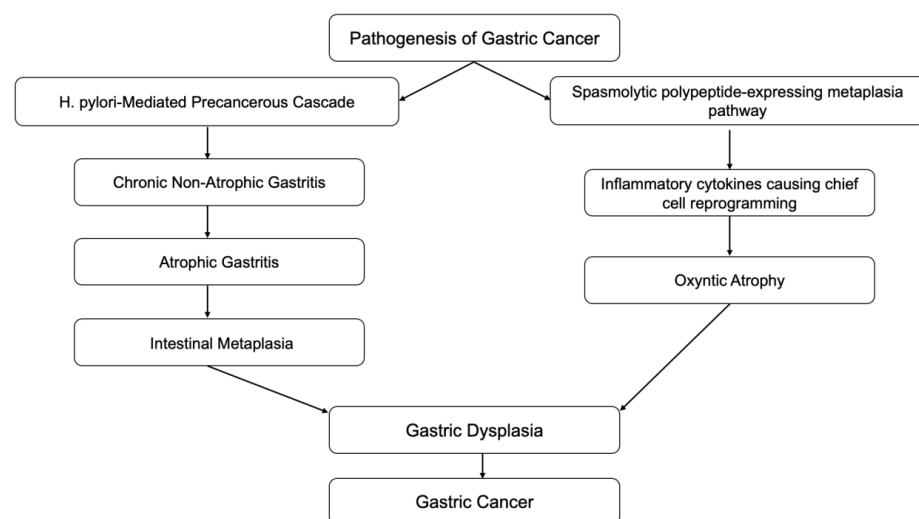 Pathogenesis of Gastric Cancer
H. pylori-Mediated Precancerous Cascade
Spasmolytic polypeptide-expressing metaplasia
pathway
Chronic Non-Atrophic Gastritis
Inflammatory cytokines causing chief
cell reprogramming
Atrophic Gastritis
Oxyntic Atrophy
Intestinal Metaplasia
Gastric Dysplasia
Gastric Cancer